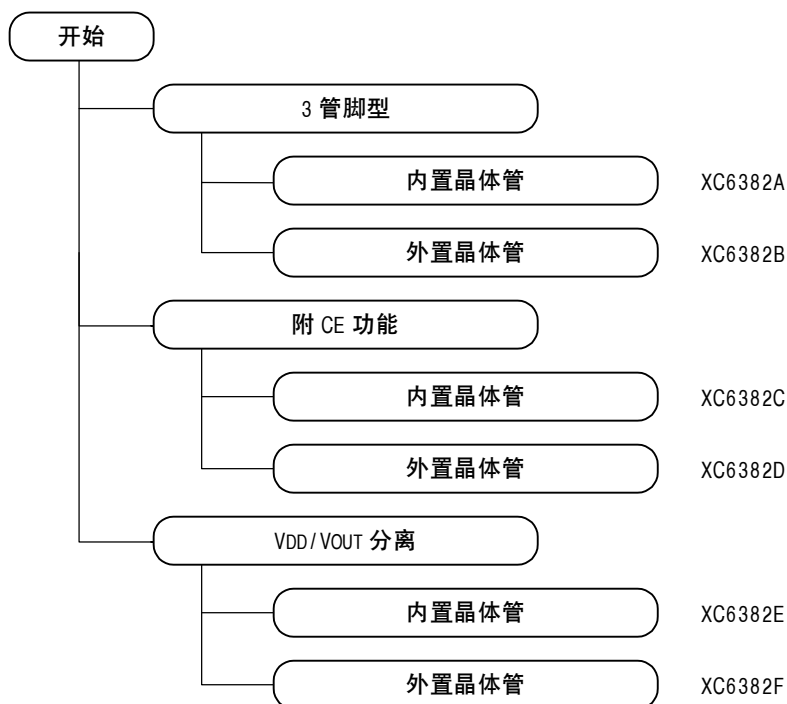 开始
3 管脚型
内置晶体管 XC6382A
外置晶体管 XC6382B
附 CE 功能
内置晶体管 XC6382C
外置晶体管 XC6382D
VDD/VOUT 分离
内置晶体管 XC6382E
外置晶体管 XC6382F